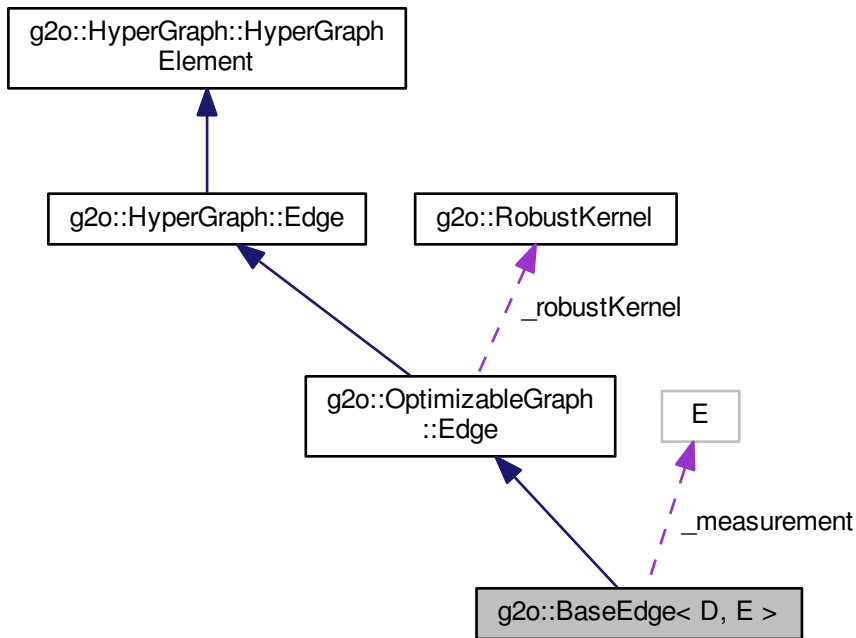 g2o::HyperGraph::HyperGraph
Element
g2o::HyperGraph::Edge
g2o::RobustKernel
_robustKernel
g2o::OptimizableGraph
::Edge
E
_measurement
g2o::BaseEdge< D, E >